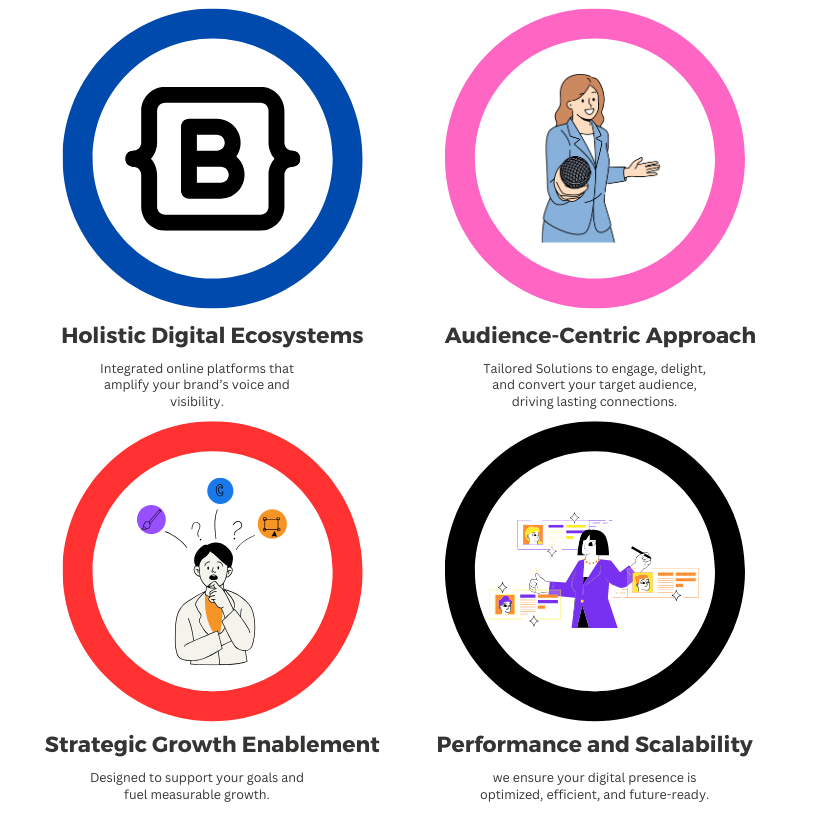 B
Holistic Digital Ecosystems
Integrated online platforms that
amplify your brand's voice and
visibility.
Audience-Centric Approach
Tailored Solutions to engage, delight,
and convert your target audience,
driving lasting connections.
C
? ?
Strategic Growth Enablement
Designed to support your goals and
fuel measurable growth.
Performance and Scalability
we ensure your digital presence is
optimized, efficient, and future-ready.